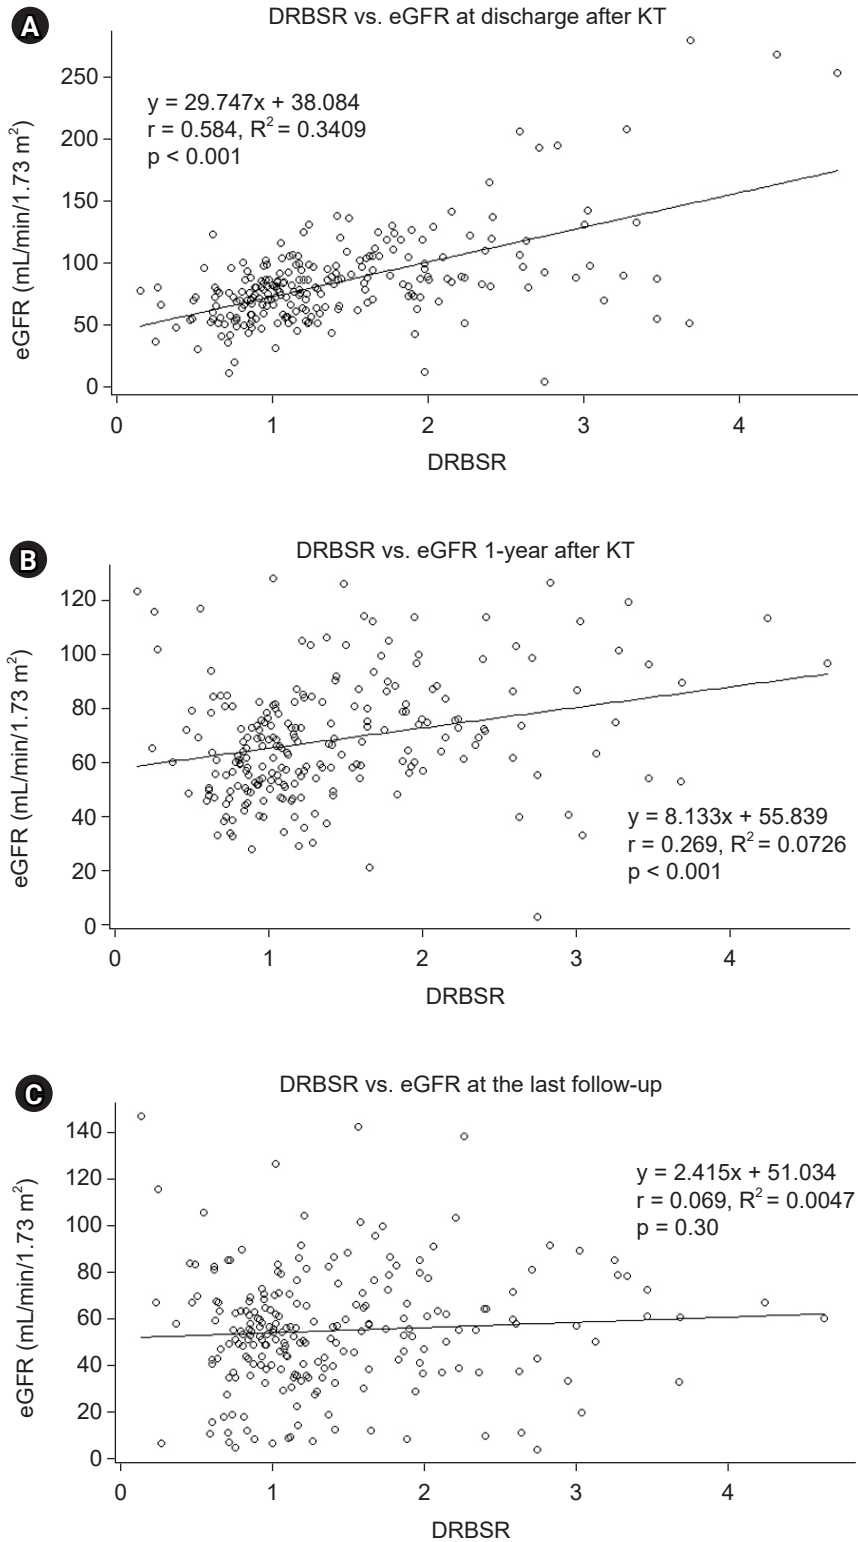 A
DRBSR vs. eGFR at discharge after KT
eGFR (mL/min/1.73 m²)
250
200
150
100
50
0
y = 29.747x + 38.084
r = 0.584, R² = 0.3409
p < 0.001
0 1 2 3 4
DRBSR
B
DRBSR vs. eGFR 1-year after KT
eGFR (mL/min/1.73 m²)
120
100
80
60
40
20
0
y = 8.133x + 55.839
r = 0.269, R² = 0.0726
p < 0.001
0 1 2 3 4
DRBSR
C
DRBSR vs. eGFR at the last follow-up
eGFR (mL/min/1.73 m²)
140
120
100
80
60
40
20
0
y = 2.415x + 51.034
r = 0.069, R² = 0.0047
p = 0.30
0 1 2 3 4
DRBSR